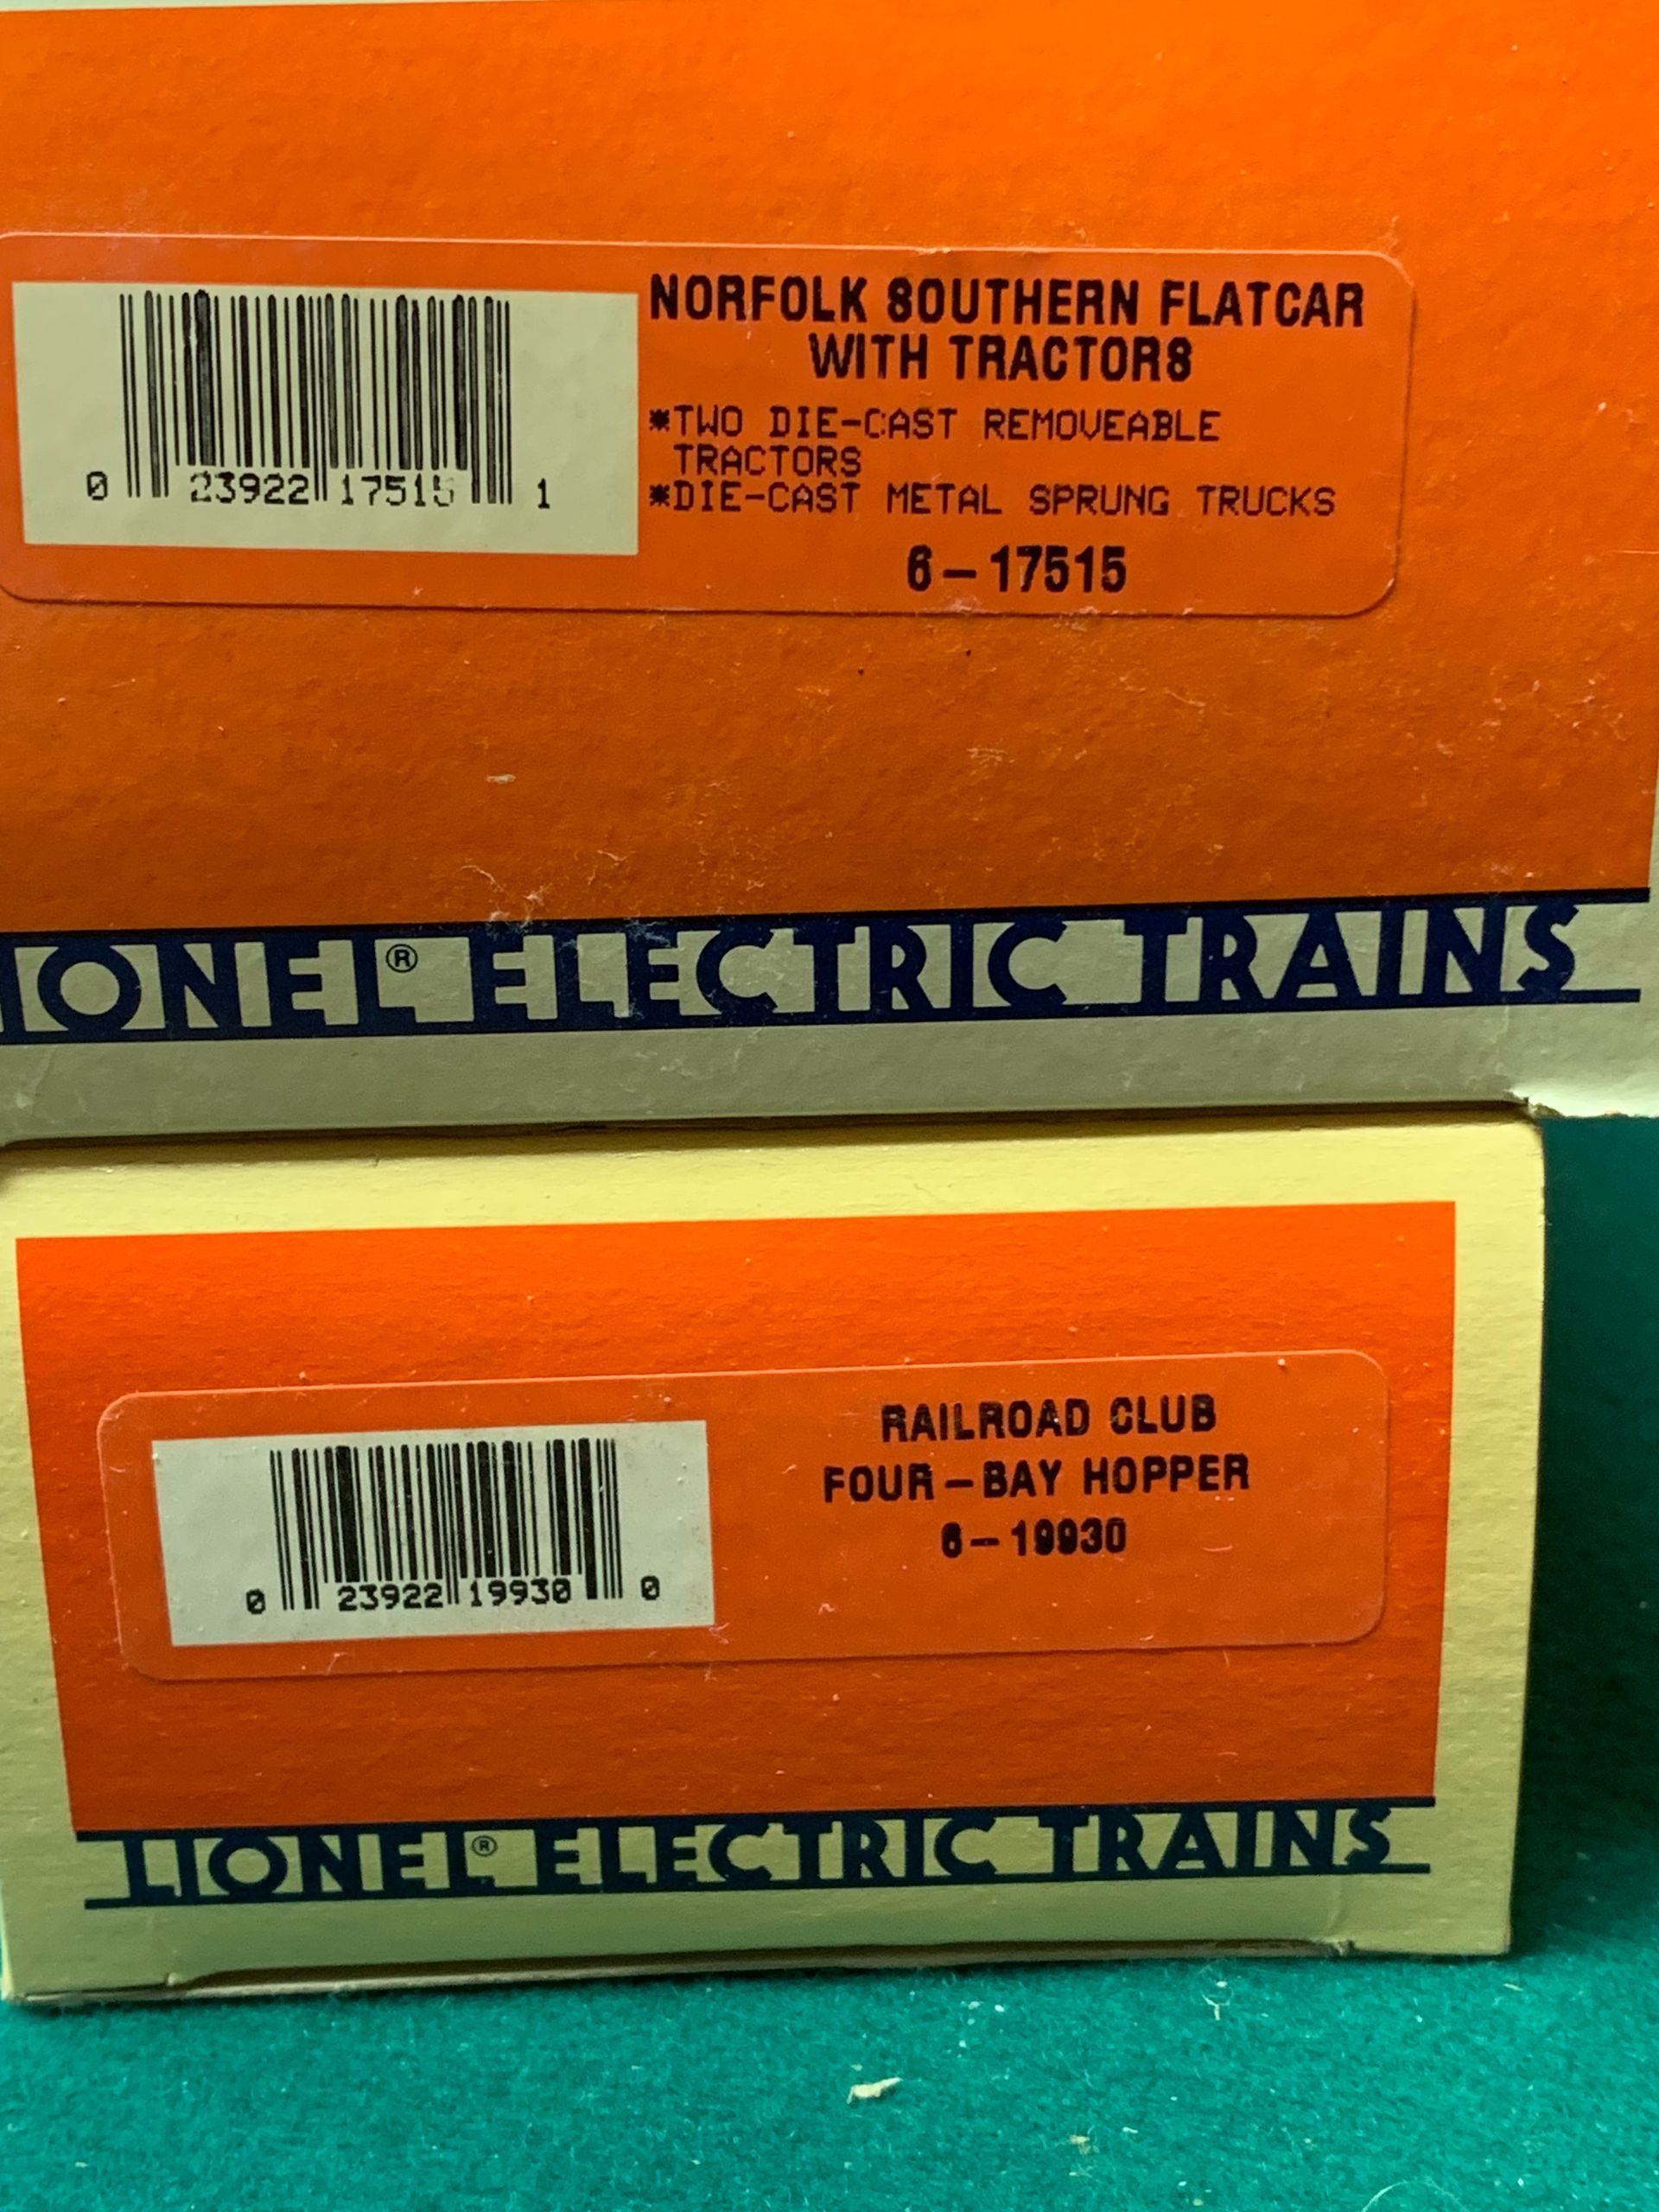 NORFOLK SOUTHERN FLATCAR
WITH TRACTORS
*TWO DIE-CAST REMOVEABLE
TRACTORS
*DIE-CAST METAL SPRUNG TRUCKS
6-17515
0 23922 17515 1
IONEL® ELECTRIC TRAINS
RAILROAD CLUB
FOUR-BAY HOPPER
6-19930
0 23922 19930 0
LIONEL® ELECTRIC TRAINS